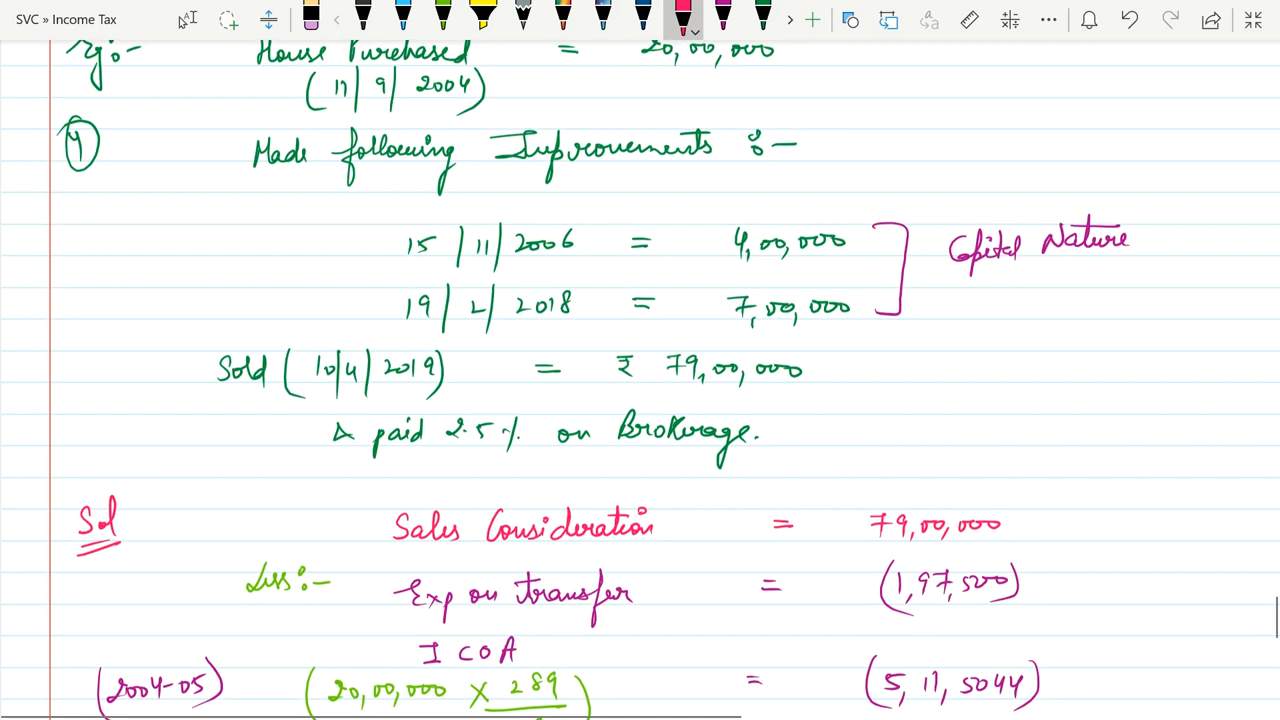 SVC » Income Tax
Eg:- House Purchased = 20,00,000
(11/9/2004)
4 Made following Improvements :-
15/11/2006 = 4,00,000
Capital Nature
19/2/2018 = 7,00,000
Sold (10/4/2019) = ₹ 79,00,000
& paid 2.5% on Brokerage.
Sol Sales Consideration = 79,00,000
Less:- Exp on transfer = (1,97,500)
I C O A
(2004-05) (20,00,000 × 289) = (5,11,5044)